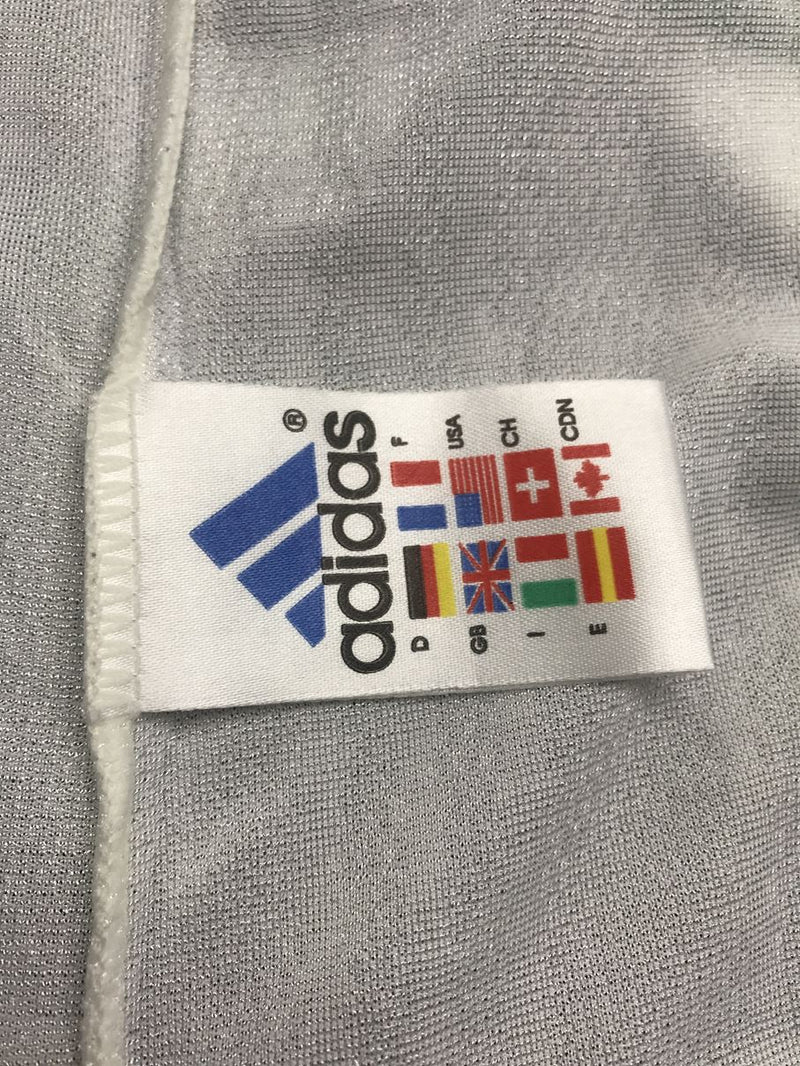 ®
adidas
D F
GB USA
I CH
E CDN